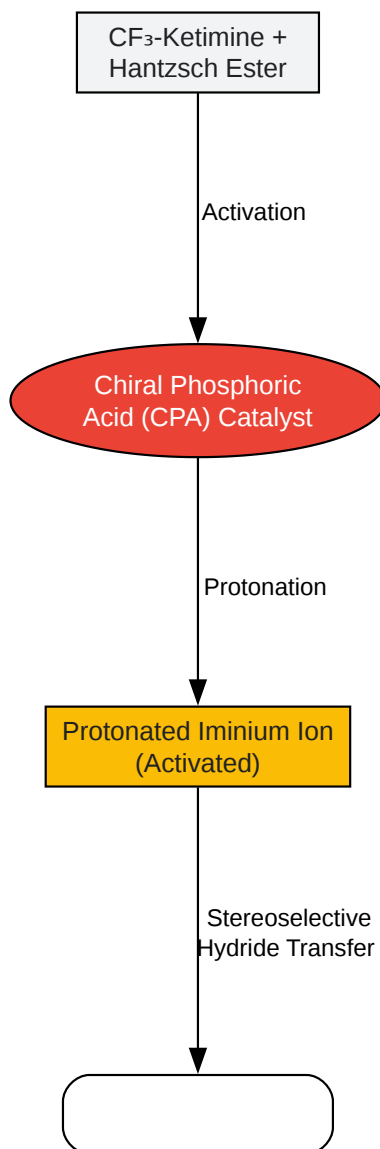 CF₃-Ketimine +
Hantzsch Ester
Activation
Chiral Phosphoric
Acid (CPA) Catalyst
Protonation
Protonated Iminium Ion
(Activated)
Stereoselective
Hydride Transfer